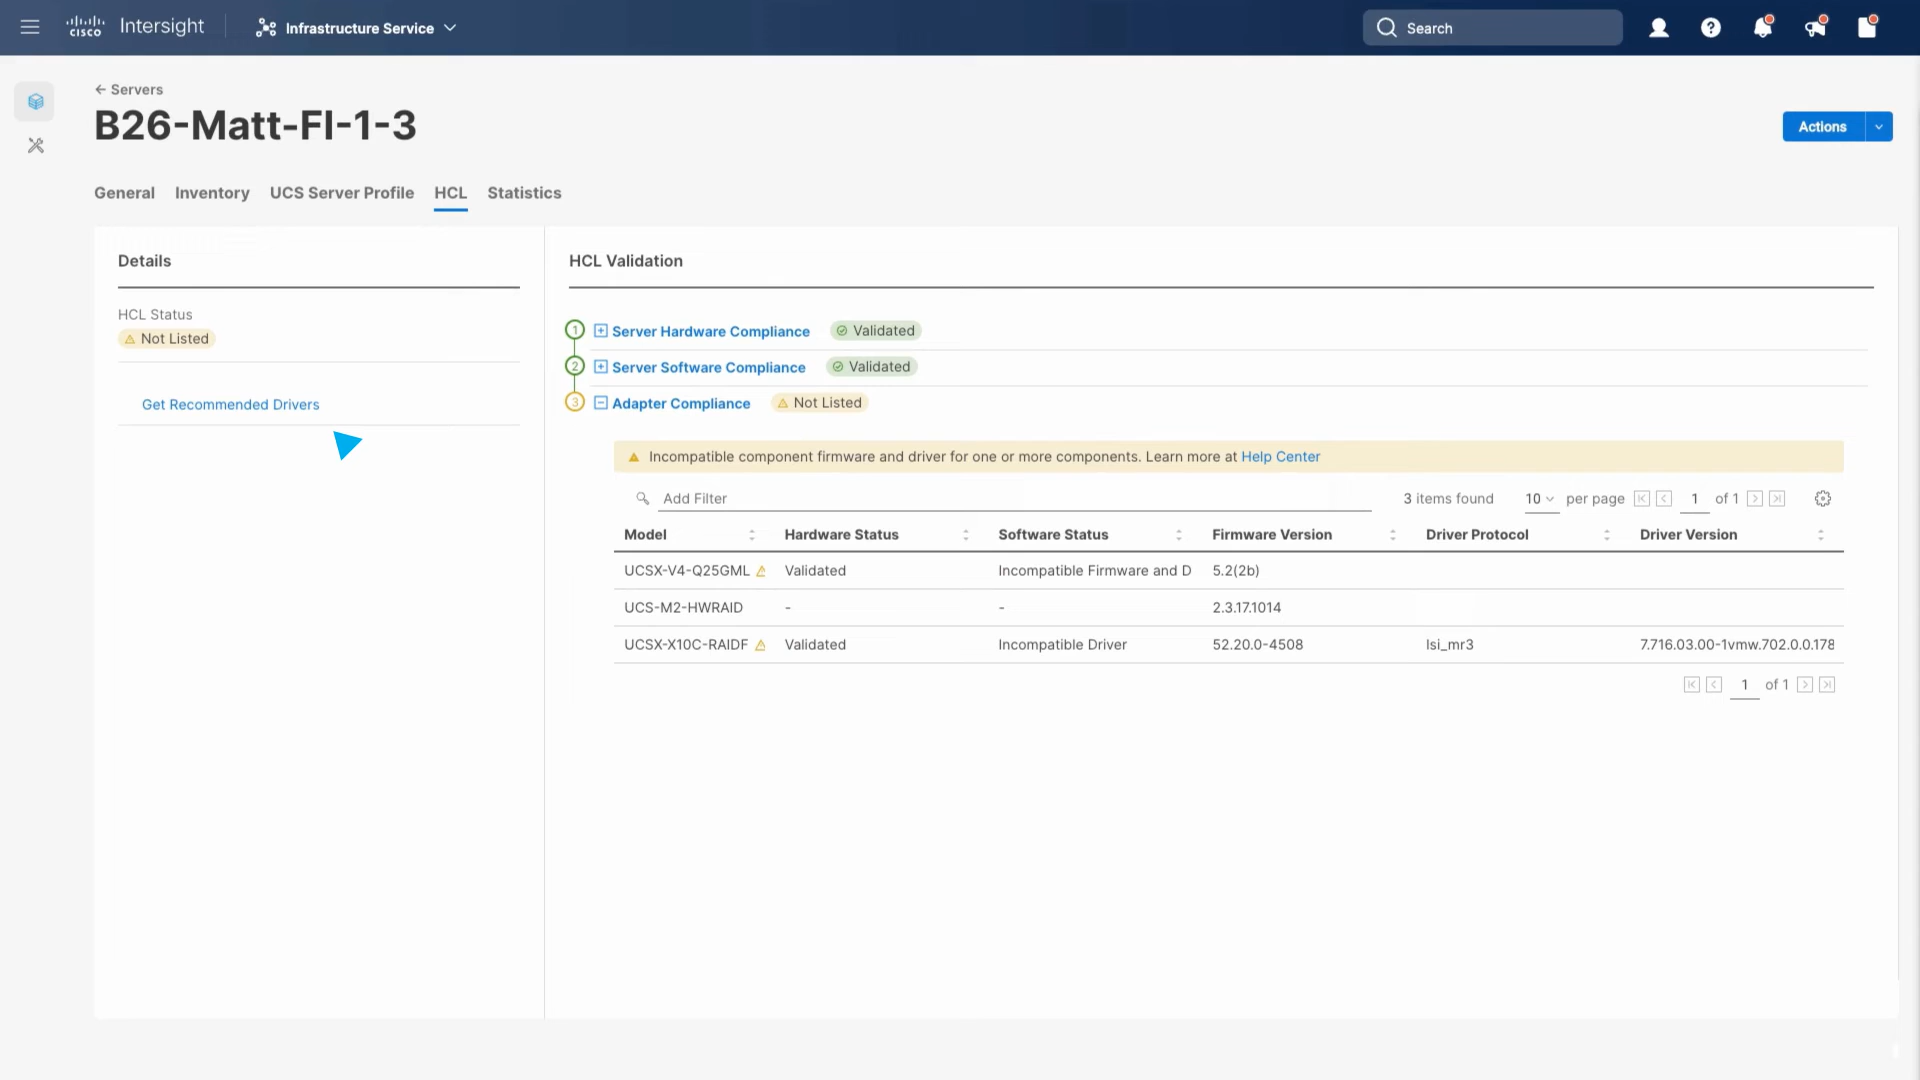 cisco Intersight
Infrastructure Service
Search
← Servers
B26-Matt-FI-1-3
Actions
General Inventory UCS Server Profile HCL Statistics
Details
HCL Status
Not Listed
Get Recommended Drivers
HCL Validation
1 Server Hardware Compliance Validated
2 Server Software Compliance Validated
3 Adapter Compliance Not Listed
Incompatible component firmware and driver for one or more components. Learn more at Help Center
Add Filter 3 items found 10 per page 1 of 1
Model Hardware Status Software Status Firmware Version Driver Protocol Driver Version
UCSX-V4-Q25GML Validated Incompatible Firmware and D 5.2(2b)
UCS-M2-HWRAID - - 2.3.17.1014
UCSX-X10C-RAIDF Validated Incompatible Driver 52.20.0-4508 lsi_mr3 7.716.03.00-1vmw.702.0.0.178
1 of 1